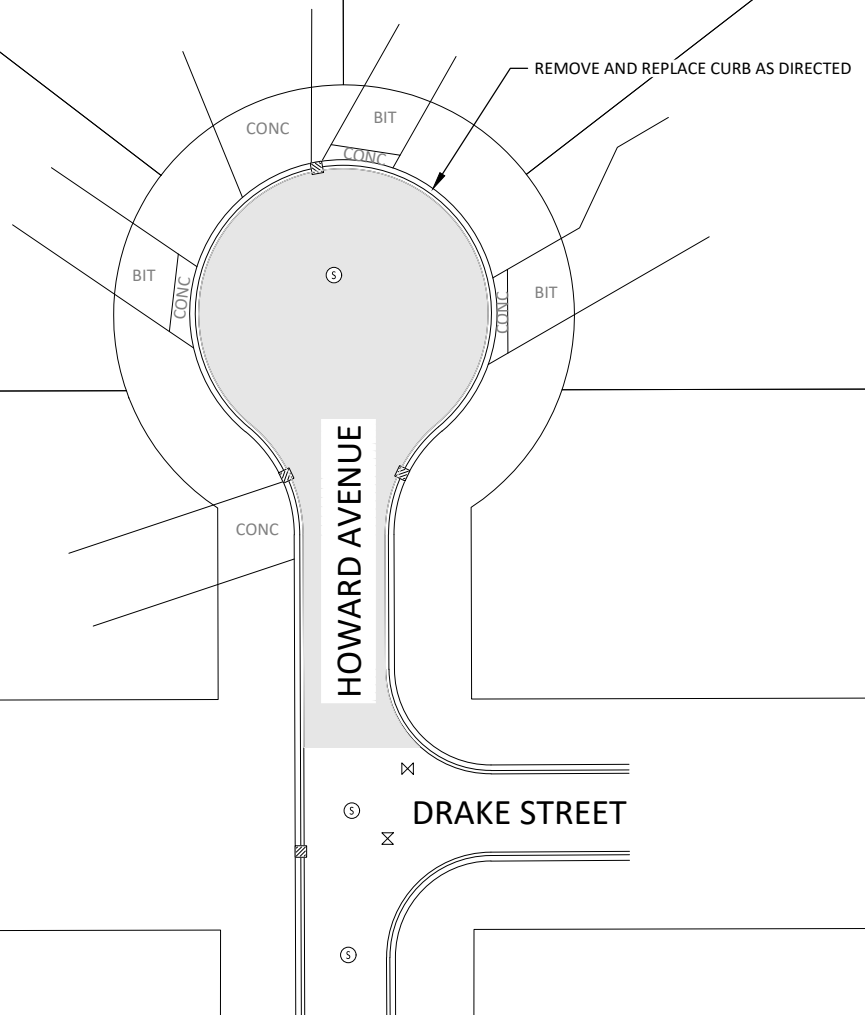 REMOVE AND REPLACE CURB AS DIRECTED
BIT
CONC
CONC
BIT
CONC
BIT
CONC
HOWARD AVENUE
CONC
S
DRAKE STREET
S
S